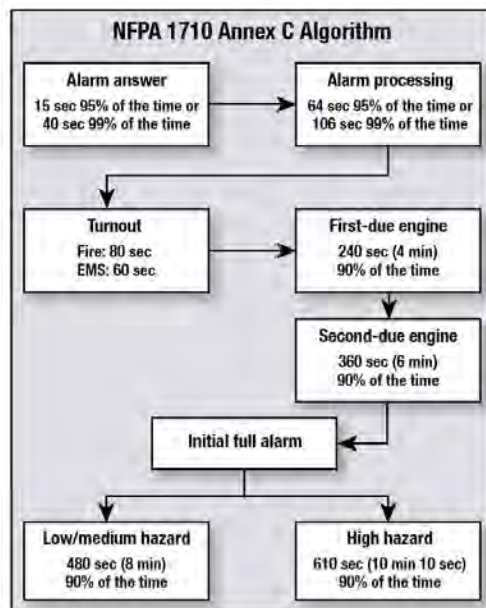 NFPA 1710 Annex C Algorithm
Alarm answer
15 sec 95% of the time or
40 sec 99% of the time
Alarm processing
64 sec 95% of the time or
106 sec 99% of the time
Turnout
Fire: 80 sec
EMS: 60 sec
First-due engine
240 sec (4 min)
90% of the time
Second-due engine
360 sec (6 min)
90% of the time
Initial full alarm
Low/medium hazard
480 sec (8 min)
90% of the time
High hazard
610 sec (10 min 10 sec)
90% of the time